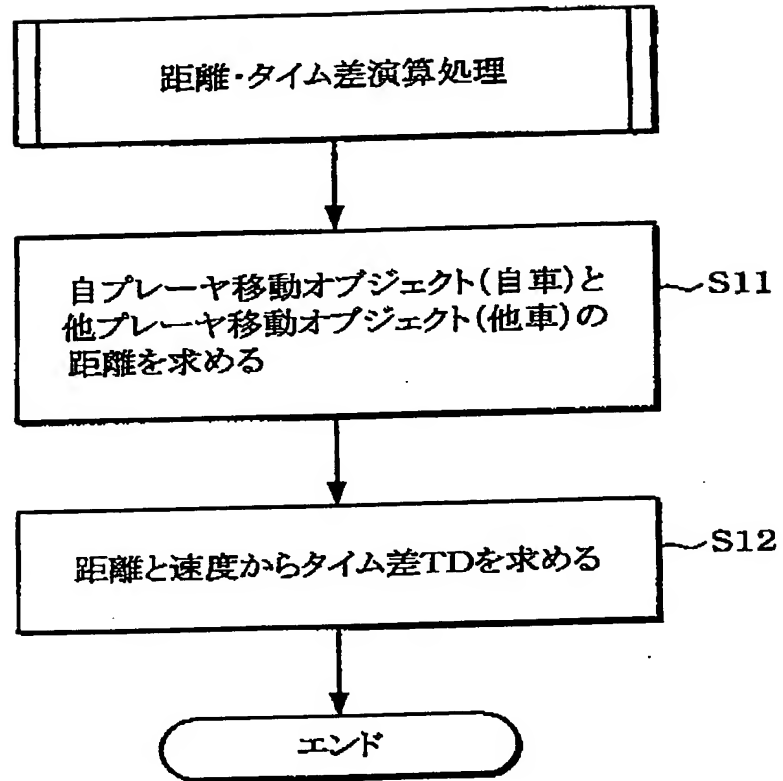 距離・タイム差演算処理
自プレーヤ移動オブジェクト(自車)と
他プレーヤ移動オブジェクト(他車)の
距離を求める
S11
距離と速度からタイム差TDを求める
S12
エンド